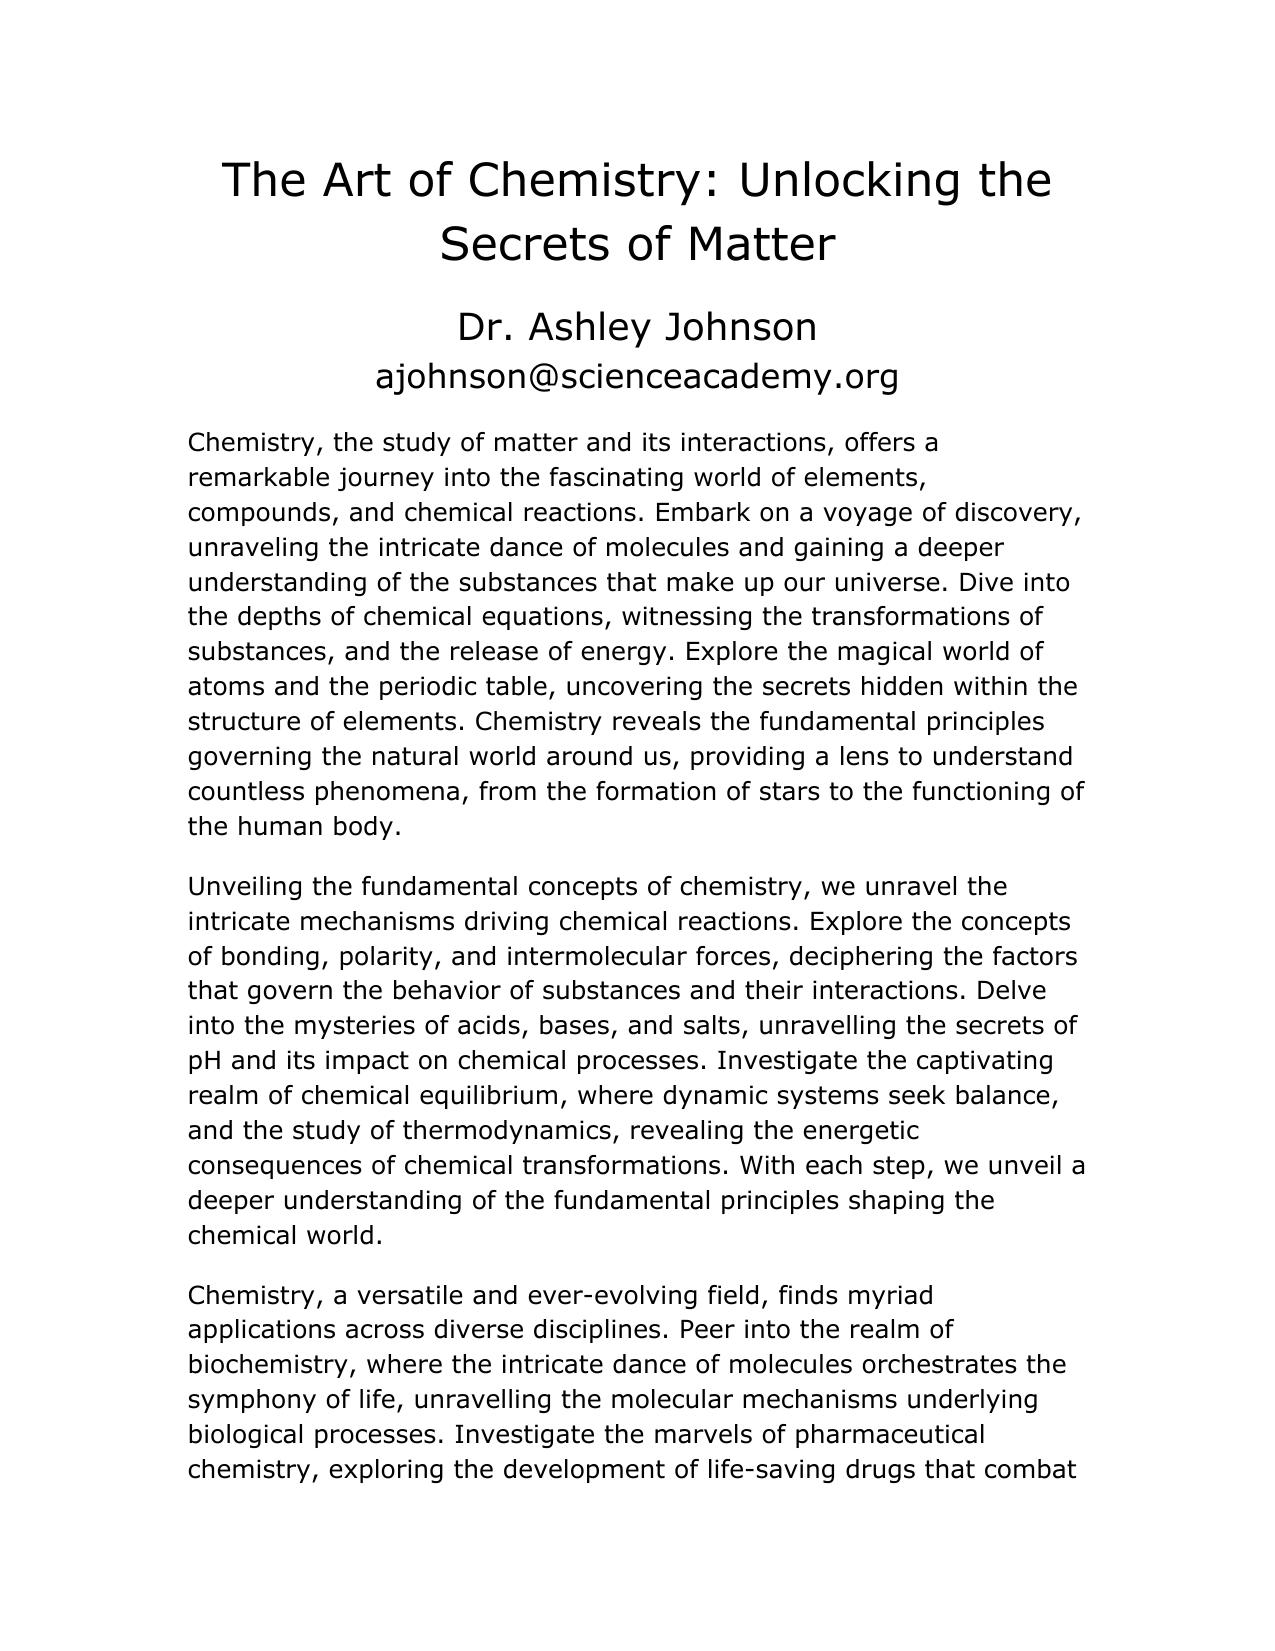 The Art of Chemistry: Unlocking the
Secrets of Matter
Dr. Ashley Johnson
ajohnson@scienceacademy.org
Chemistry, the study of matter and its interactions, offers a
remarkable journey into the fascinating world of elements,
compounds, and chemical reactions. Embark on a voyage of discovery,
unraveling the intricate dance of molecules and gaining a deeper
understanding of the substances that make up our universe. Dive into
the depths of chemical equations, witnessing the transformations of
substances, and the release of energy. Explore the magical world of
atoms and the periodic table, uncovering the secrets hidden within the
structure of elements. Chemistry reveals the fundamental principles
governing the natural world around us, providing a lens to understand
countless phenomena, from the formation of stars to the functioning of
the human body.
Unveiling the fundamental concepts of chemistry, we unravel the
intricate mechanisms driving chemical reactions. Explore the concepts
of bonding, polarity, and intermolecular forces, deciphering the factors
that govern the behavior of substances and their interactions. Delve
into the mysteries of acids, bases, and salts, unravelling the secrets of
pH and its impact on chemical processes. Investigate the captivating
realm of chemical equilibrium, where dynamic systems seek balance,
and the study of thermodynamics, revealing the energetic
consequences of chemical transformations. With each step, we unveil a
deeper understanding of the fundamental principles shaping the
chemical world.
Chemistry, a versatile and ever-evolving field, finds myriad
applications across diverse disciplines. Peer into the realm of
biochemistry, where the intricate dance of molecules orchestrates the
symphony of life, unravelling the molecular mechanisms underlying
biological processes. Investigate the marvels of pharmaceutical
chemistry, exploring the development of life-saving drugs that combat